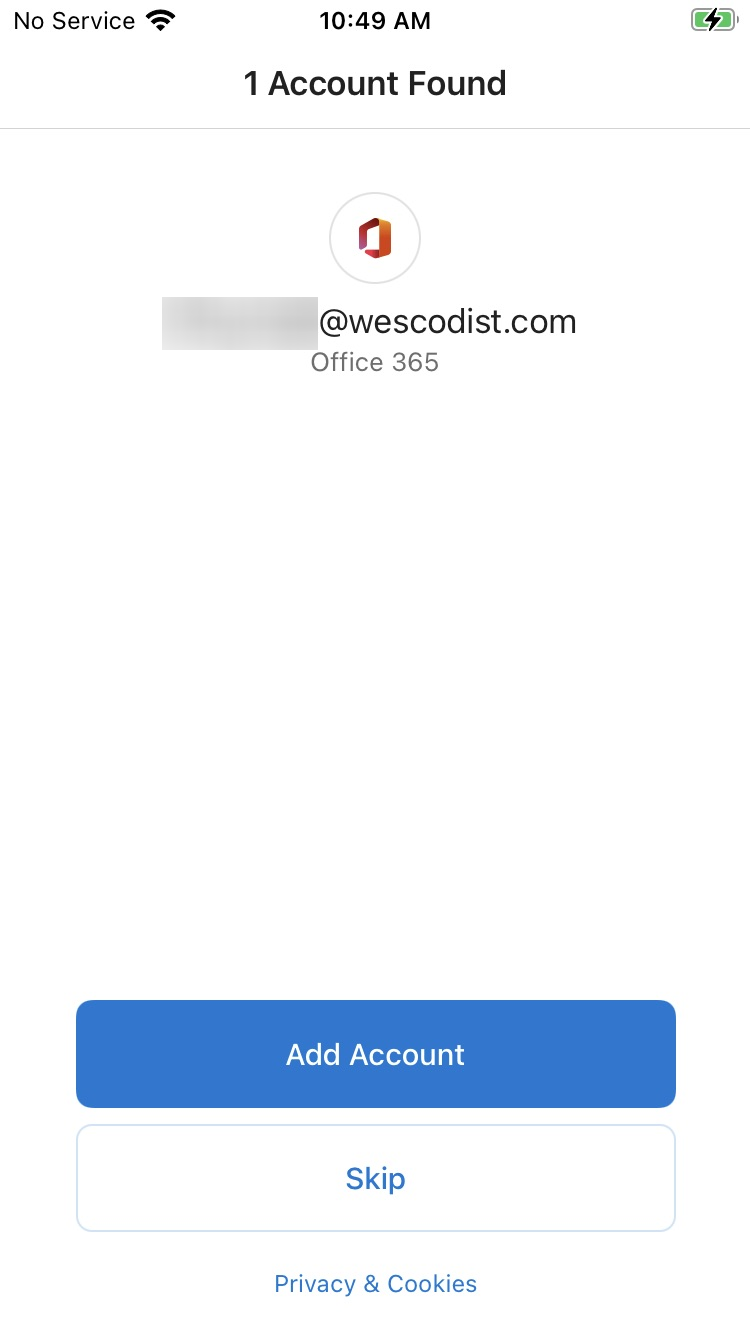 No Service 10:49 AM
1 Account Found
@wescodist.com
Office 365
Add Account
Skip
Privacy & Cookies